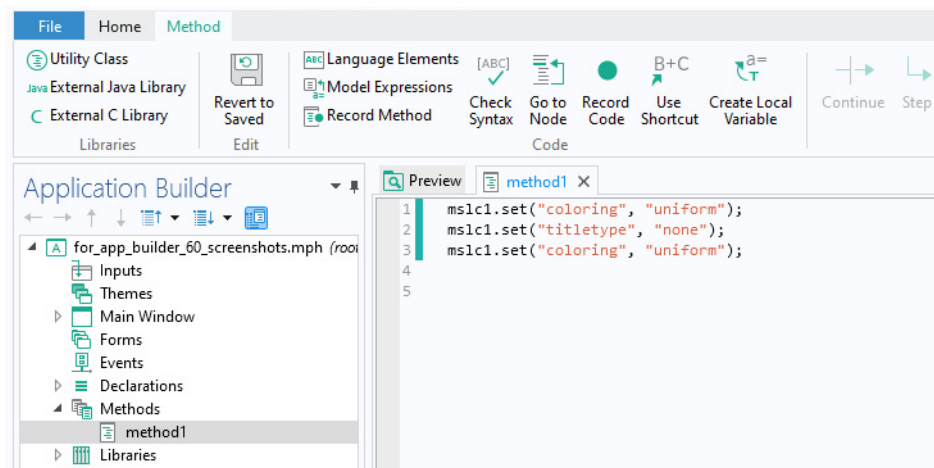 File Home Method
Utility Class
Java External Java Library
C External C Library
Libraries
Revert to
Saved
Edit
ABC Language Elements
a= Model Expressions
Record Method
[ABC]
Check
Syntax
Go to
Node
Record
Code
B+C
Use
Shortcut
a=
Create Local
Variable
Code
Continue
Step
Application Builder
A for_app_builder_60_screenshots.mph (root
Inputs
Themes
Main Window
Forms
Events
Declarations
Methods
method1
Libraries
Preview method1
1 mslc1.set("coloring", "uniform");
2 mslc1.set("titletype", "none");
3 mslc1.set("coloring", "uniform");
4
5